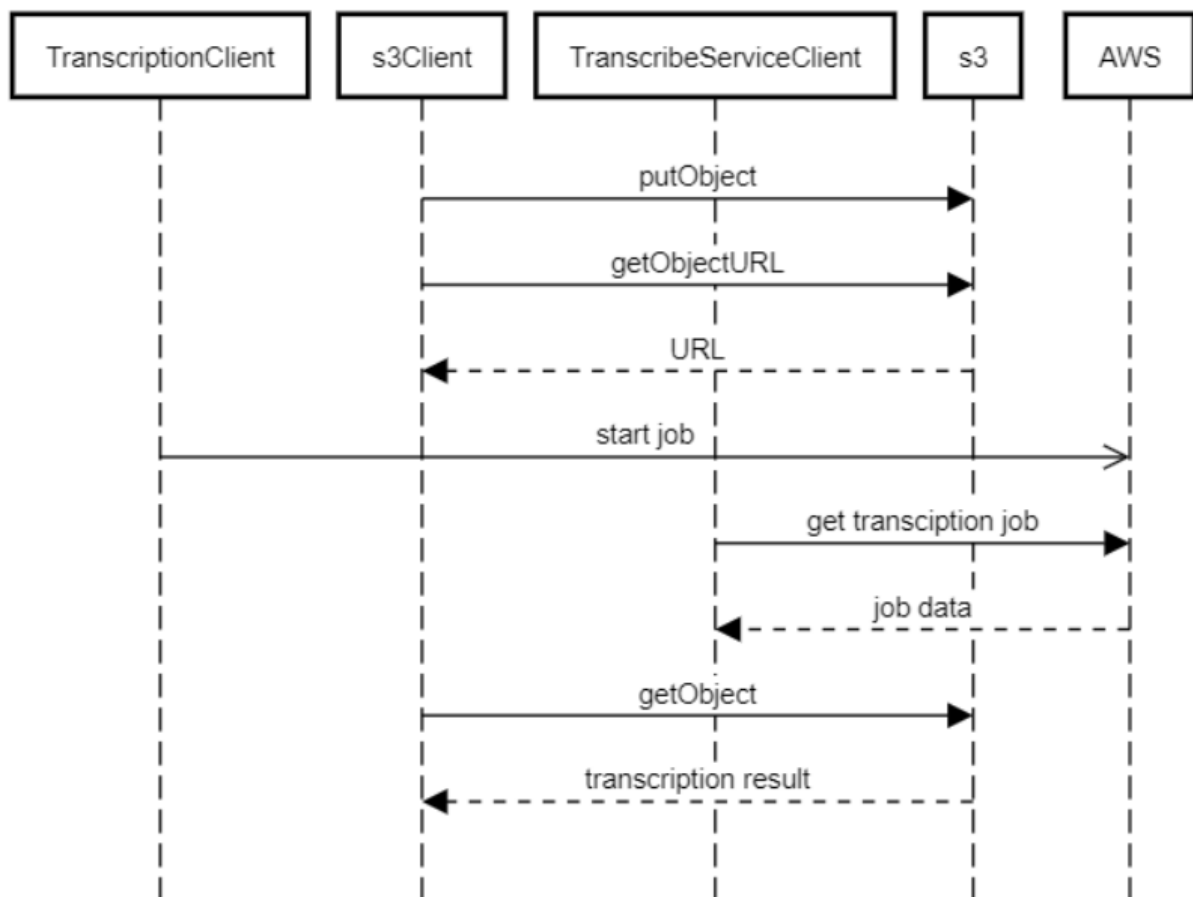 TranscriptionClient
s3Client
TranscribeServiceClient
s3
AWS
putObject
getObjectURL
URL
start job
get transciption job
job data
getObject
transcription result